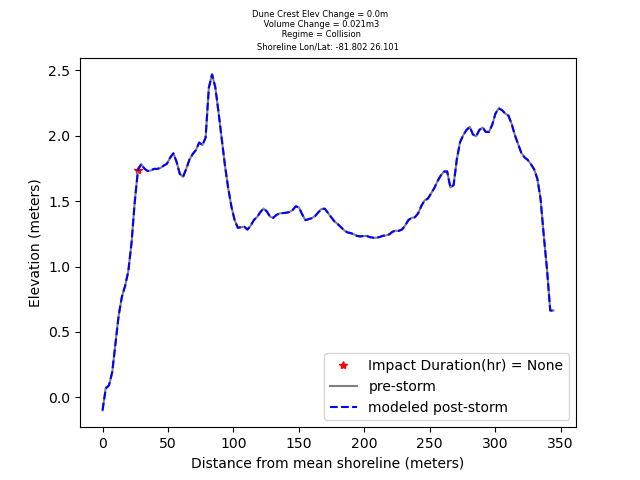 Dune Crest Elev Change = 0.0m
Volume Change = 0.021m3
Regime = Collision
Shoreline Lon/Lat: -81.802 26.101
2.5
2.0
1.5
1.0
0.5
0.0
Elevation (meters)
Impact Duration(hr) = None
pre-storm
modeled post-storm
0 50 100 150 200 250 300 350
Distance from mean shoreline (meters)